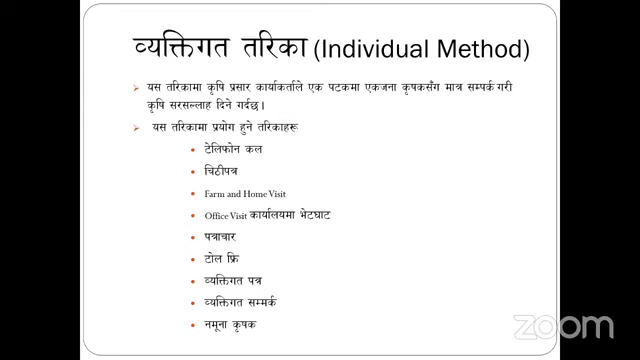 व्यक्तिगत तरिका (Individual Method)
यस तरिकामा कृषि प्रसार कार्यकर्ताले एक पटकमा एकजना कृषकसँग मात्र सम्पर्क गरी
कृषि सरसल्लाह दिने गर्दछ ।
यस तरिकामा प्रयोग हुने तरिकाहरू
टेलिफोन कल
चिठीपत्र
Farm and Home Visit
Office Visit कार्यालयमा भेटघाट
पत्राचार
टोल फ्रि
व्यक्तिगत पत्र
व्यक्तिगत सम्पर्क
नमूना कृषक
zoom